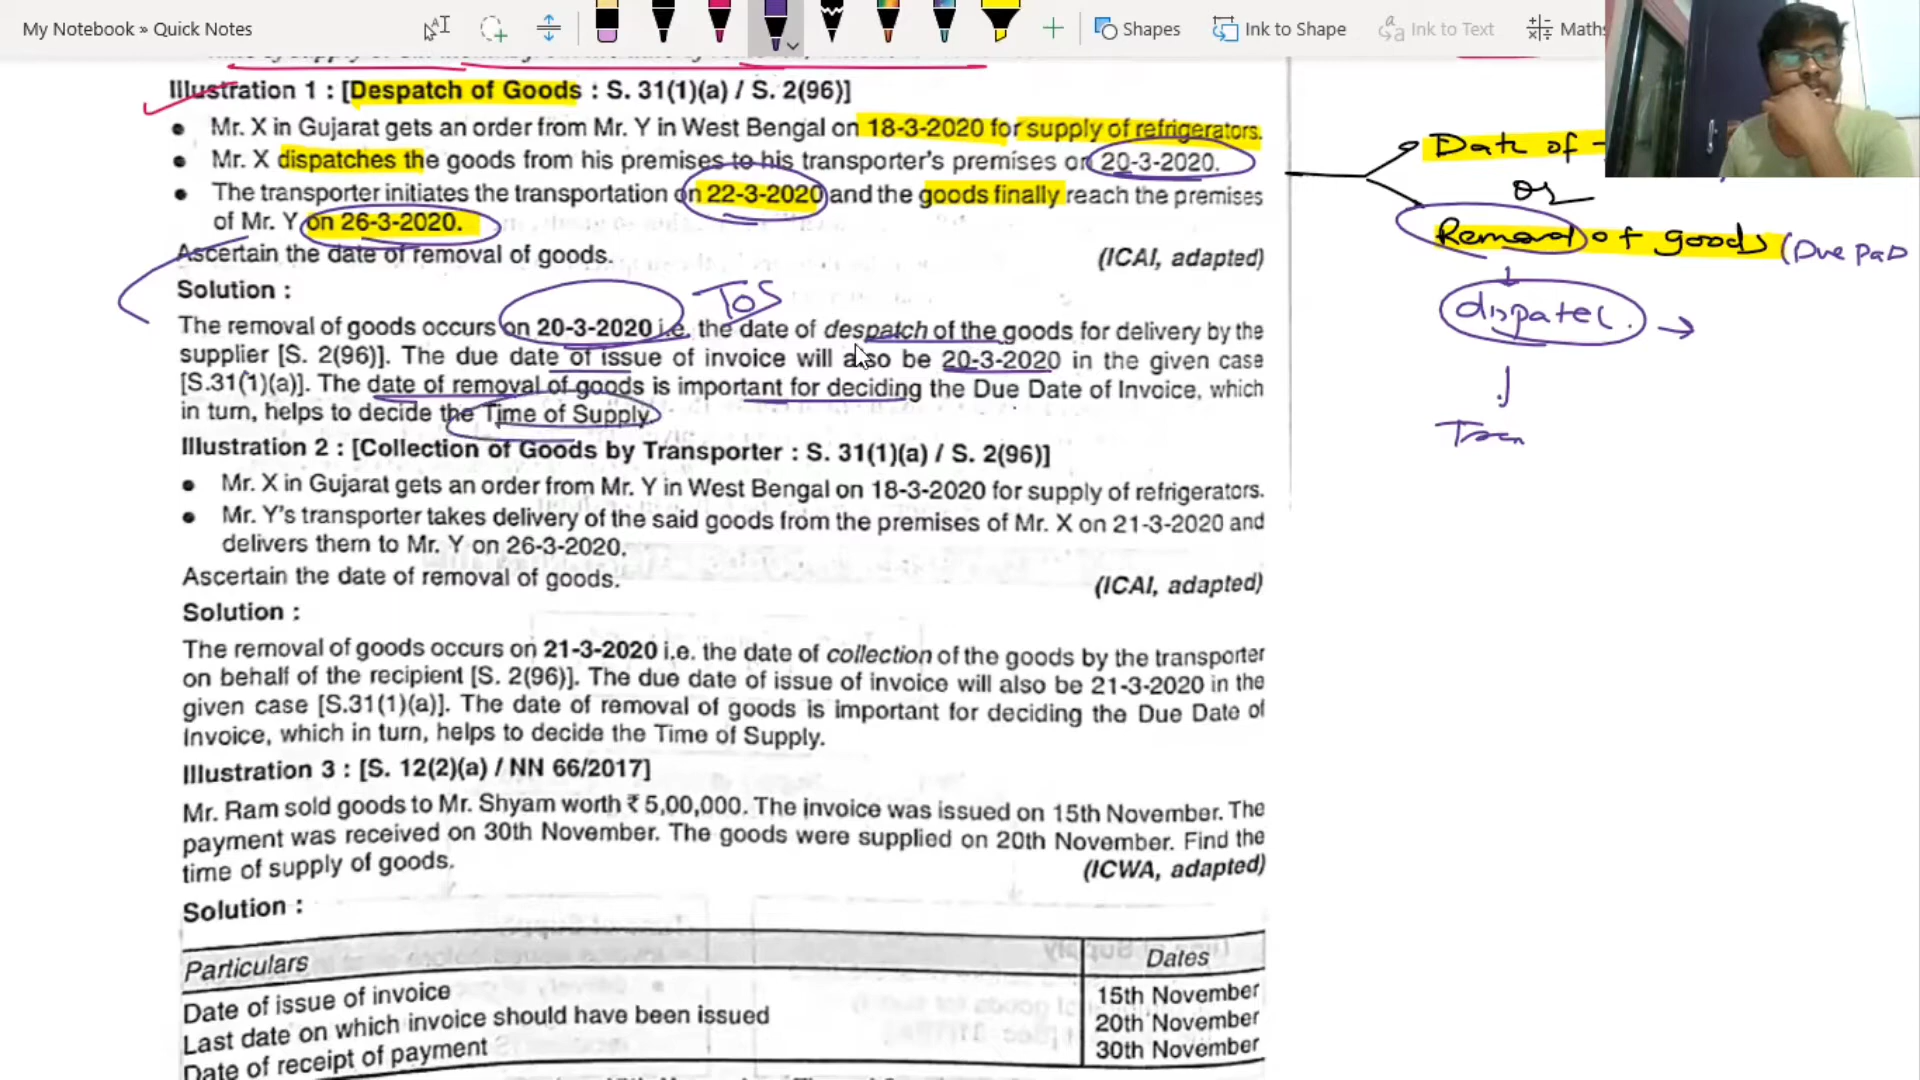 My Notebook » Quick Notes
Shapes
Ink to Shape
Ink to Text
Maths
Illustration 1 : [Despatch of Goods : S. 31(1)(a) / S. 2(96)]
• Mr. X in Gujarat gets an order from Mr. Y in West Bengal on 18-3-2020 for supply of refrigerators.
• Mr. X dispatches the goods from his premises to his transporter's premises on 20-3-2020.
• The transporter initiates the transportation on 22-3-2020 and the goods finally reach the premises
of Mr. Y on 26-3-2020.
Ascertain the date of removal of goods.
(ICAI, adapted)
Solution :
TOS
The removal of goods occurs on 20-3-2020 i.e. the date of despatch of the goods for delivery by the
supplier [S. 2(96)]. The due date of issue of invoice will also be 20-3-2020 in the given case
[S.31(1)(a)]. The date of removal of goods is important for deciding the Due Date of Invoice, which
in turn, helps to decide the Time of Supply.
Illustration 2 : [Collection of Goods by Transporter : S. 31(1)(a) / S. 2(96)]
• Mr. X in Gujarat gets an order from Mr. Y in West Bengal on 18-3-2020 for supply of refrigerators.
• Mr. Y's transporter takes delivery of the said goods from the premises of Mr. X on 21-3-2020 and
delivers them to Mr. Y on 26-3-2020.
Ascertain the date of removal of goods.
(ICAI, adapted)
Solution :
The removal of goods occurs on 21-3-2020 i.e. the date of collection of the goods by the transporter
on behalf of the recipient [S. 2(96)]. The due date of issue of invoice will also be 21-3-2020 in the
given case [S.31(1)(a)]. The date of removal of goods is important for deciding the Due Date of
Invoice, which in turn, helps to decide the Time of Supply.
Illustration 3 : [S. 12(2)(a) / NN 66/2017]
Mr. Ram sold goods to Mr. Shyam worth ₹ 5,00,000. The invoice was issued on 15th November. The
payment was received on 30th November. The goods were supplied on 20th November. Find the
time of supply of goods.
(ICWA, adapted)
Solution :
Particulars Dates
Date of issue of invoice 15th November
Last date on which invoice should have been issued 20th November
Date of receipt of payment 30th November
Date of
or
Removal of goods (Due
dispatch.